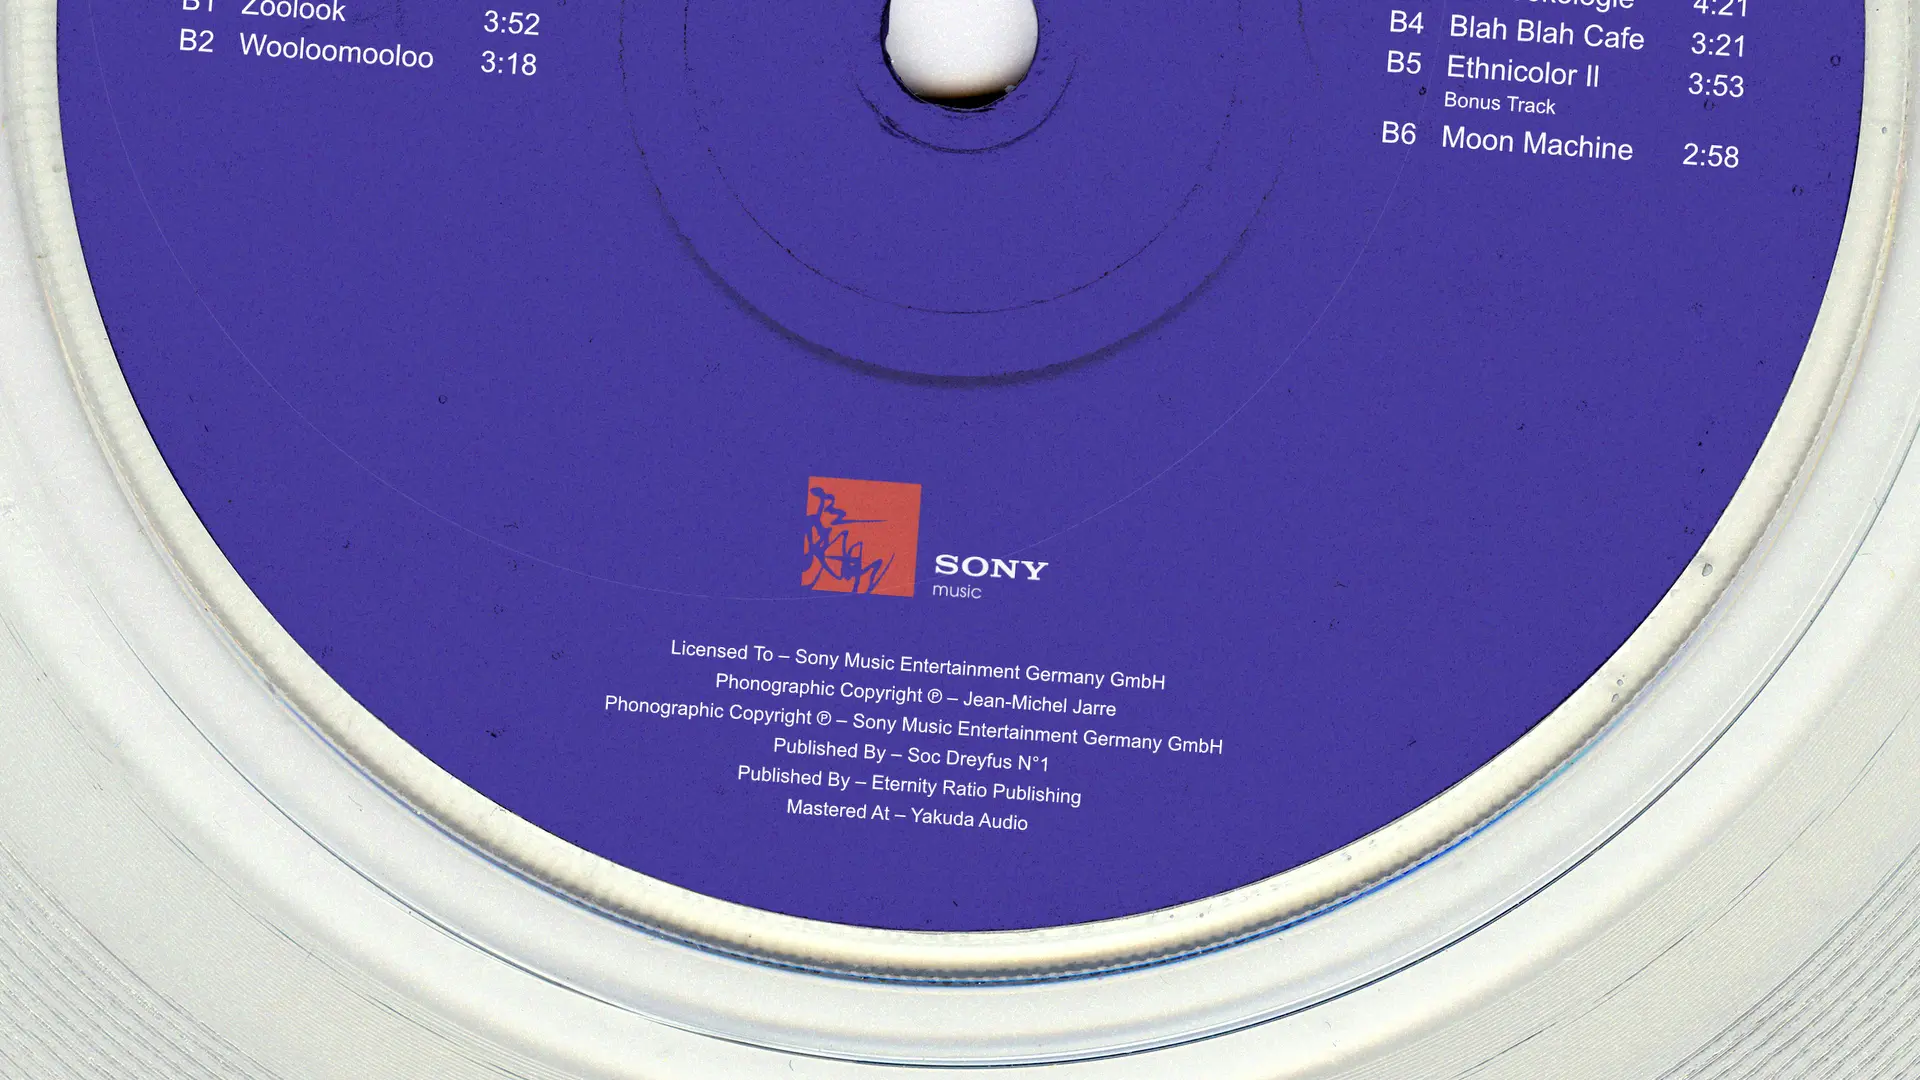 B1 Zoolook 3:52
B2 Wooloomooloo 3:18
4:21
B4 Blah Blah Cafe 3:21
B5 Ethnicolor II 3:53
Bonus Track
B6 Moon Machine 2:58
SONY
music
Licensed To – Sony Music Entertainment Germany GmbH
Phonographic Copyright ℗ – Jean-Michel Jarre
Phonographic Copyright ℗ – Sony Music Entertainment Germany GmbH
Published By – Soc Dreyfus N°1
Published By – Eternity Ratio Publishing
Mastered At – Yakuda Audio